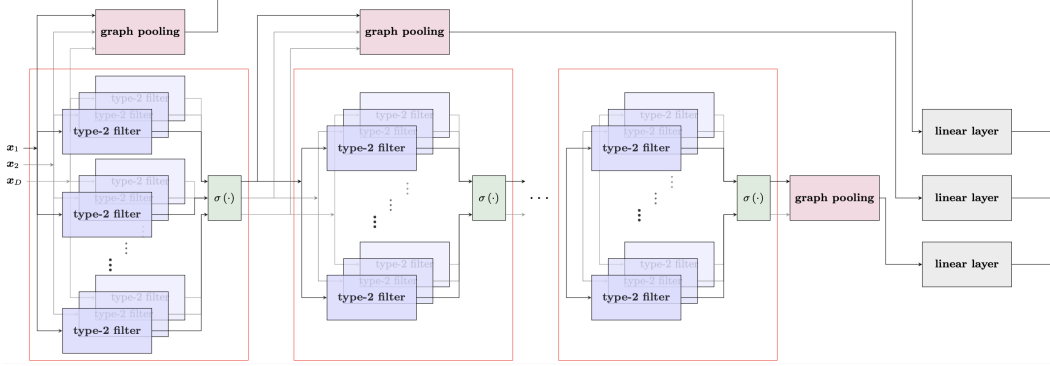 graph pooling
graph pooling
type-2 filter
type-2 filter
type-2 filter
type-2 filter
type-2 filter
type-2 filter
type-2 filter
type-2 filter
type-2 filter
linear layer
x₁
x₂
x_D
type-2 filter
type-2 filter
type-2 filter
σ(·)
σ(·)
...
σ(·)
graph pooling
linear layer
type-2 filter
type-2 filter
type-2 filter
type-2 filter
type-2 filter
type-2 filter
linear layer
type-2 filter
type-2 filter
type-2 filter